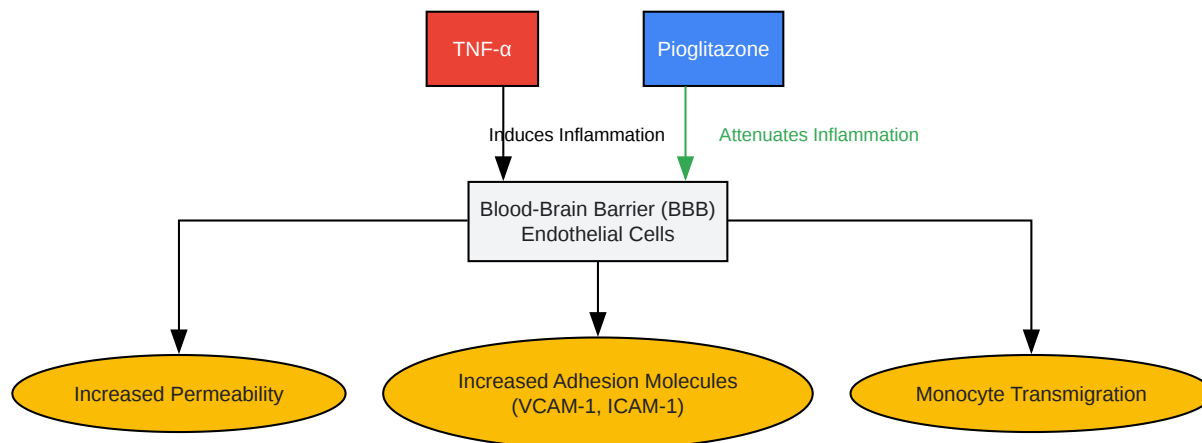 TNF-α
Pioglitazone
Induces Inflammation
Attenuates Inflammation
Blood-Brain Barrier (BBB)
Endothelial Cells
Increased Permeability
Increased Adhesion Molecules
(VCAM-1, ICAM-1)
Monocyte Transmigration